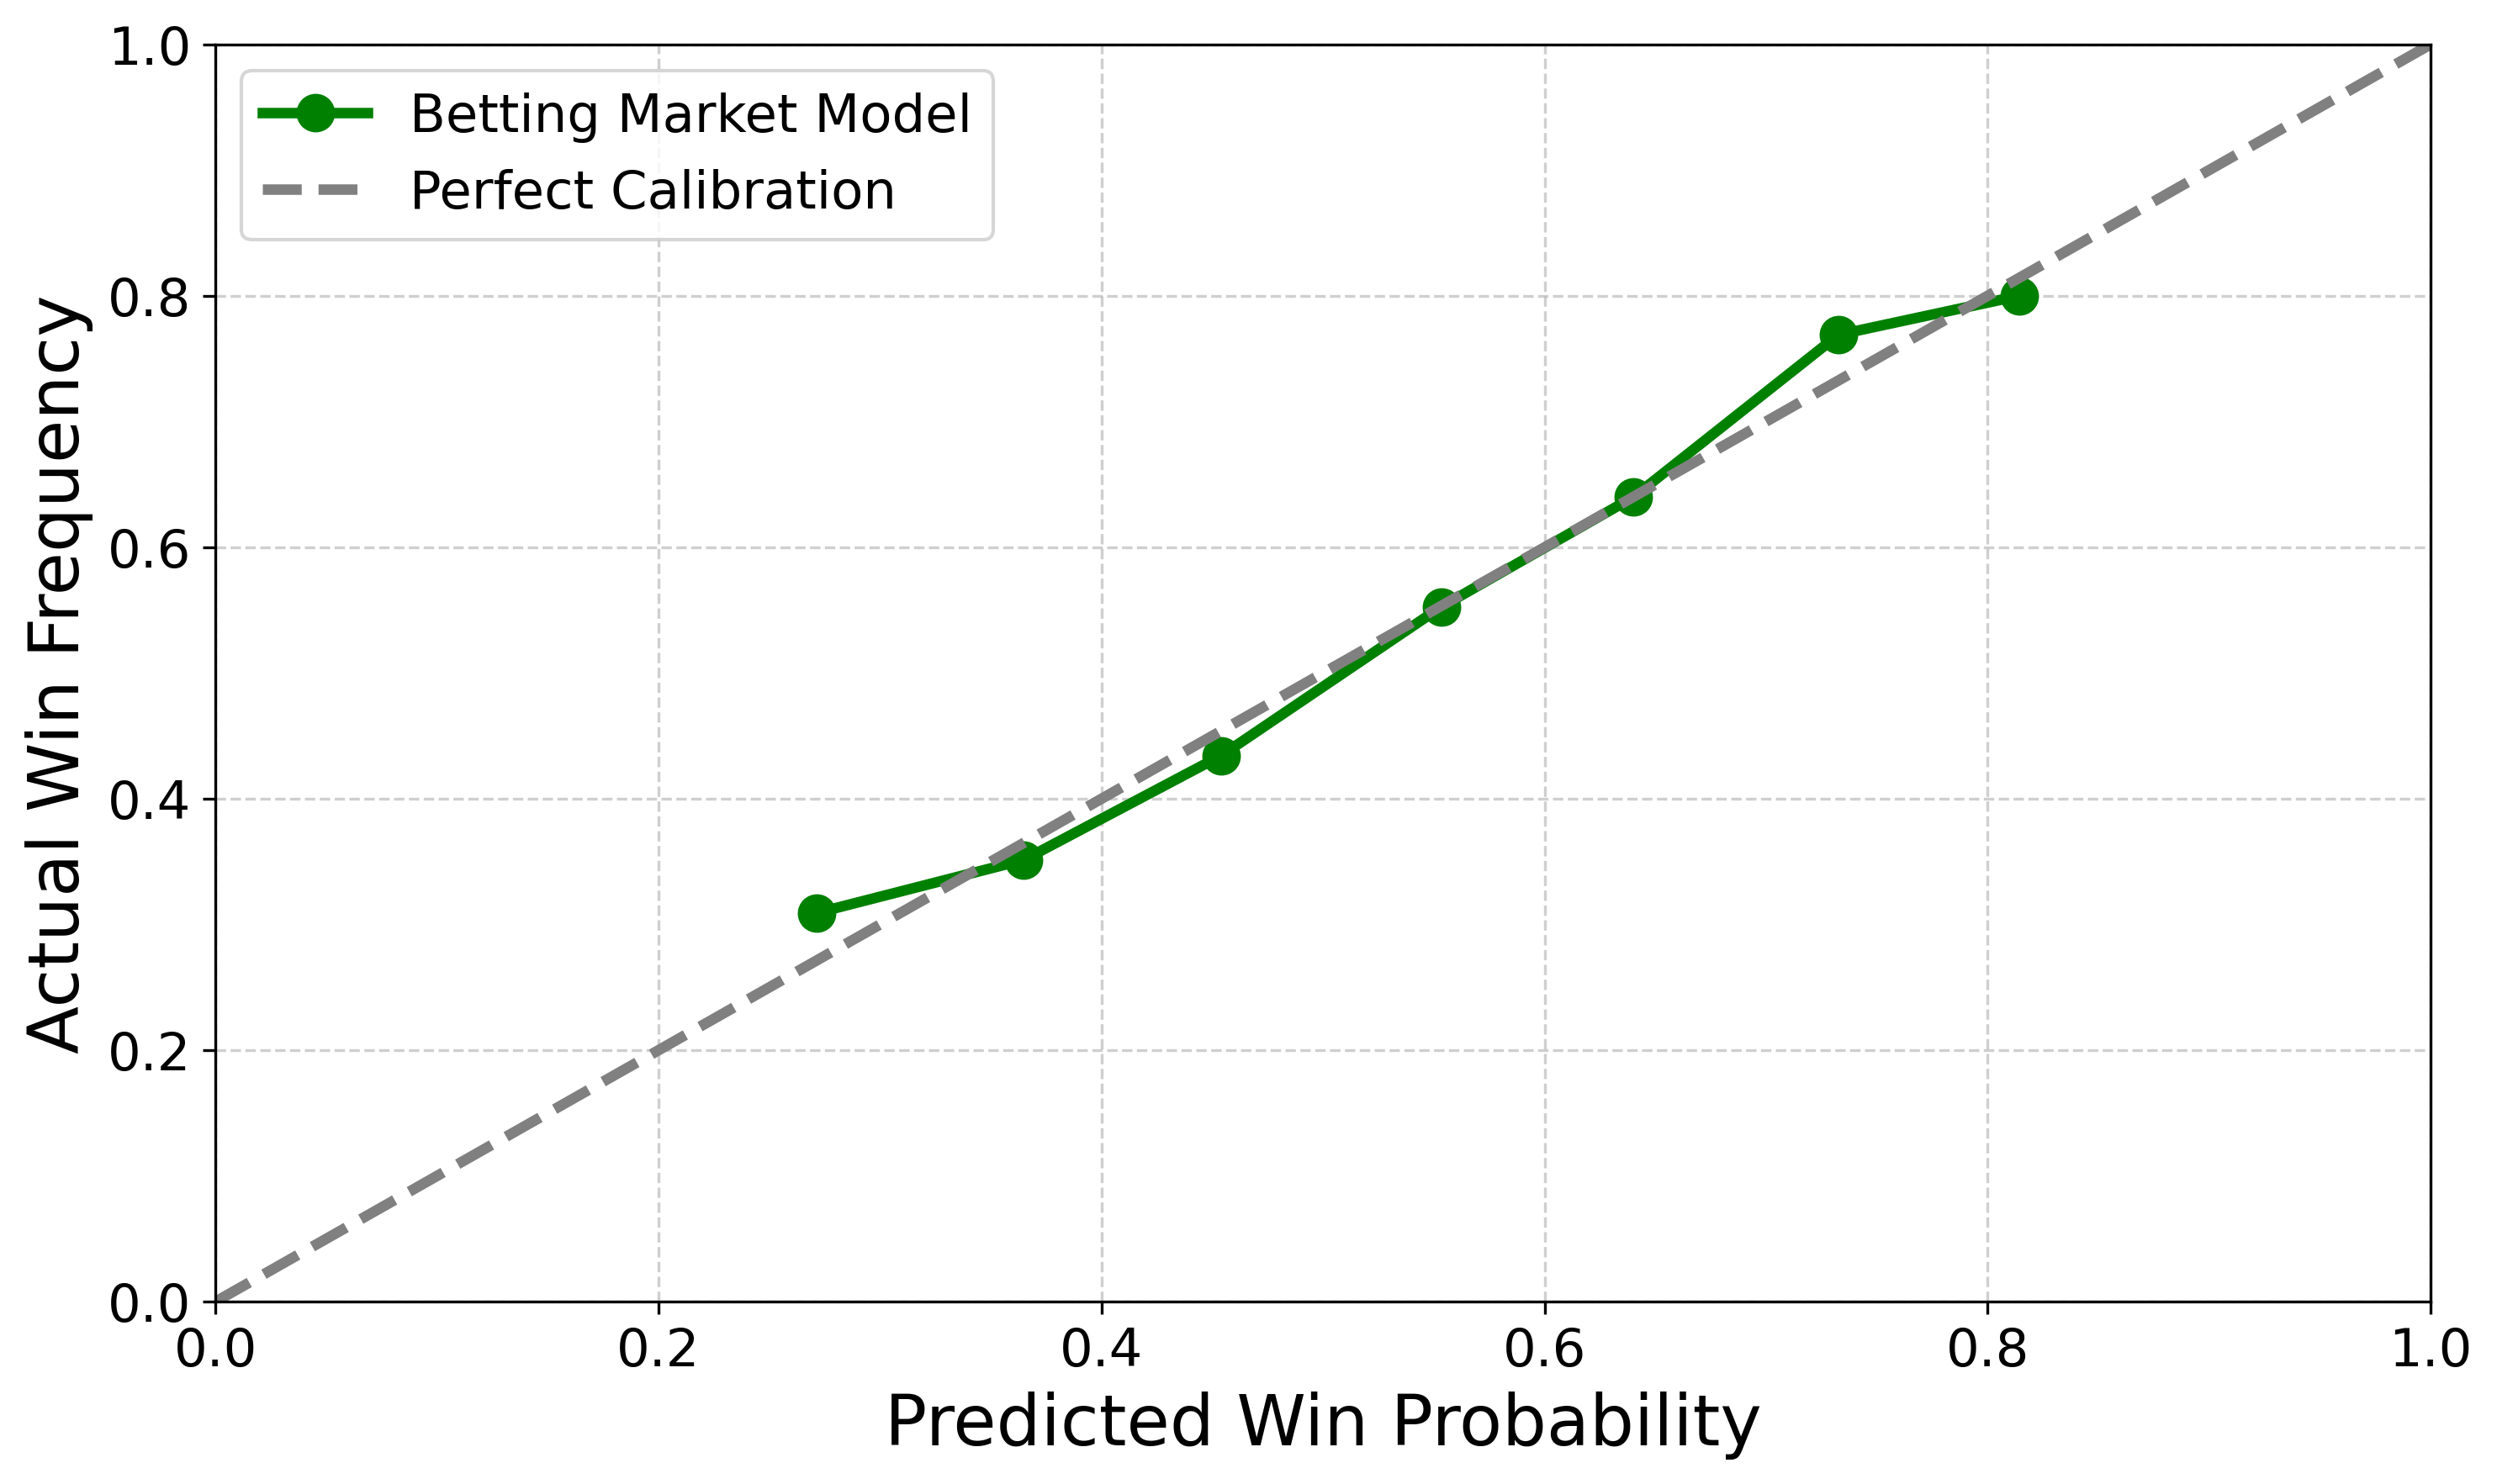 Betting Market Model
Perfect Calibration
Actual Win Frequency
1.0
0.8
0.6
0.4
0.2
0.0
0.0 0.2 0.4 0.6 0.8 1.0
Predicted Win Probability